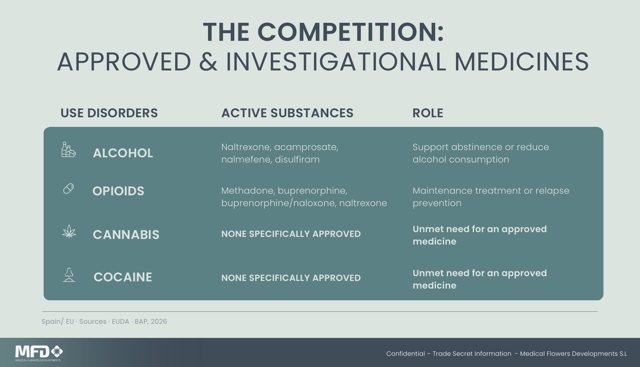 THE COMPETITION:
APPROVED & INVESTIGATIONAL MEDICINES
USE DISORDERS
ACTIVE SUBSTANCES
ROLE
ALCOHOL
Naltrexone, acamprosate,
nalmefene, disulfiram
Support abstinence or reduce
alcohol consumption
OPIOIDS
Methadone, buprenorphine,
buprenorphine/naloxone, naltrexone
Maintenance treatment or relapse
prevention
CANNABIS
NONE SPECIFICALLY APPROVED
Unmet need for an approved
medicine
COCAINE
NONE SPECIFICALLY APPROVED
Unmet need for an approved
medicine
Spain/ EU · Sources · EUDA · BAP, 2026
MFD
Confidential – Trade Secret Information - Medical Flowers Developments S.L